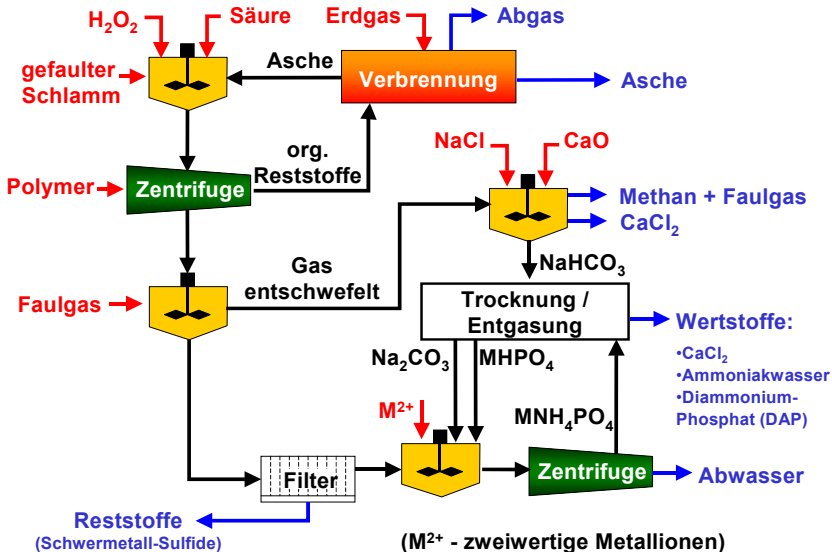 H₂O₂
Säure
Erdgas
Abgas
gefaulter
Schlamm
Asche
Verbrennung
Asche
org.
Reststoffe
Polymer
Zentrifuge
NaCl
CaO
Methan + Faulgas
CaCl₂
NaHCO₃
Gas
entschwefelt
Faulgas
Trocknung /
Entgasung
Wertstoffe:
•CaCl₂
•Ammoniakwasser
•Diammonium-
Phosphat (DAP)
Na₂CO₃
MHPO₄
MNH₄PO₄
M²⁺
Filter
Zentrifuge
Abwasser
Reststoffe
(Schwermetall-Sulfide)
(M²⁺ - zweiwertige Metallionen)